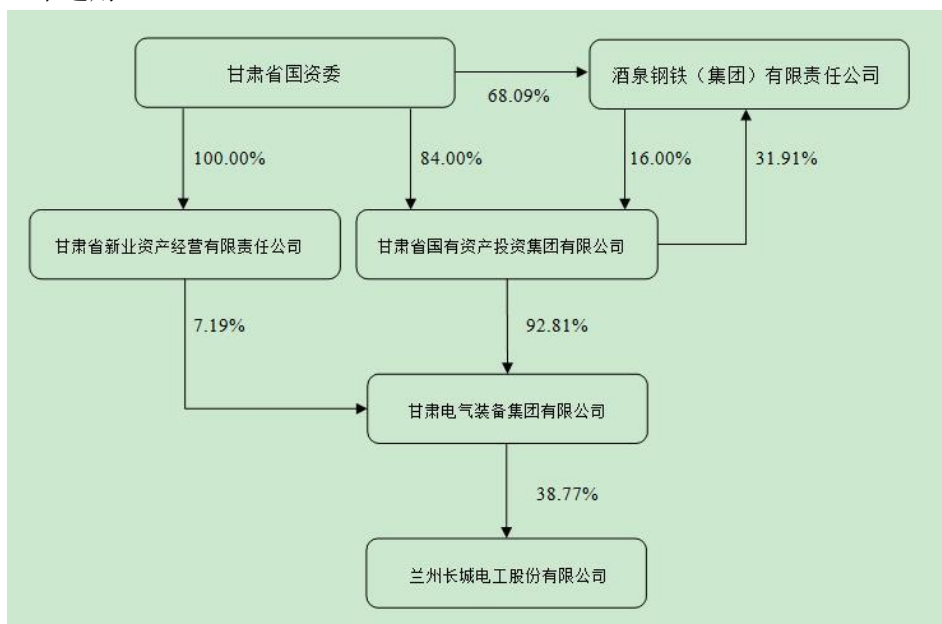 甘肃省国资委
酒泉钢铁（集团）有限责任公司
68.09%
100.00%
84.00%
16.00%
31.91%
甘肃省新业资产经营有限责任公司
甘肃省国有资产投资集团有限公司
7.19%
92.81%
甘肃电气装备集团有限公司
38.77%
兰州长城电工股份有限公司